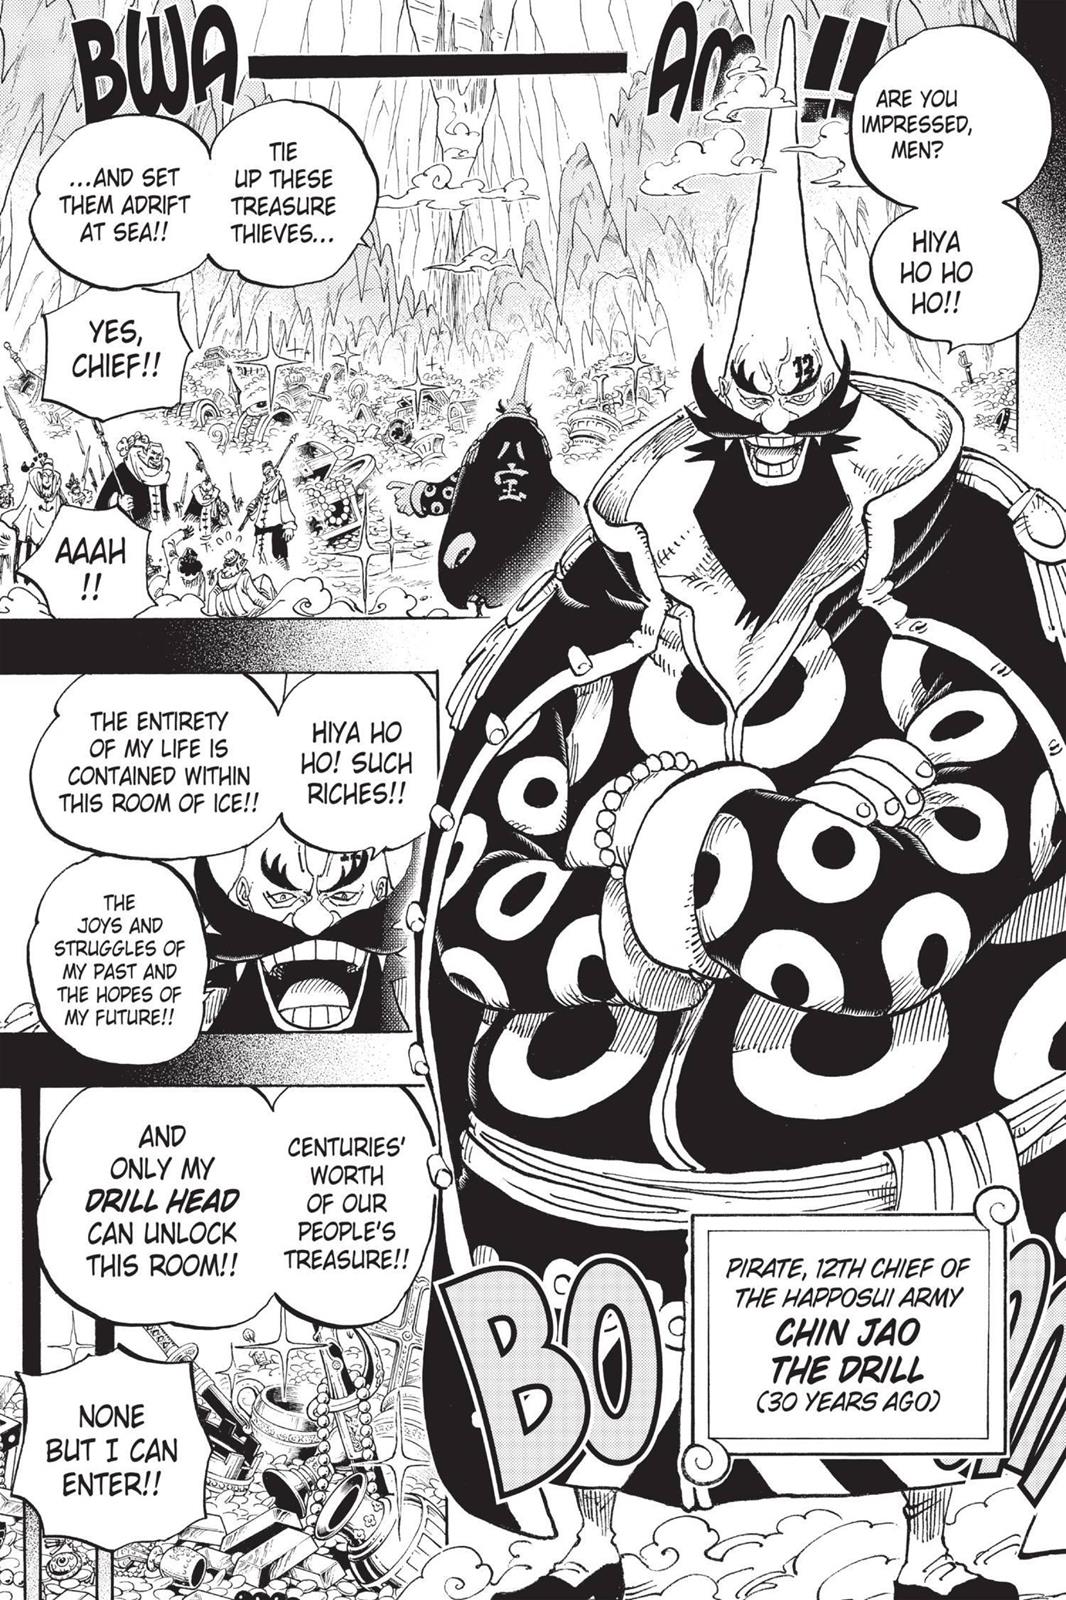 BWA
AM!!
ARE YOU
IMPRESSED,
MEN?
HIYA
HO HO
HO!!
TIE
UP THESE
TREASURE
THIEVES...
...AND SET
THEM ADRIFT
AT SEA!!
YES,
CHIEF!!
12
八宝
AAAH
!!
HIYA HO
HO! SUCH
RICHES!!
THE ENTIRETY
OF MY LIFE IS
CONTAINED WITHIN
THIS ROOM OF ICE!!
THE
JOYS AND
STRUGGLES OF
MY PAST AND
THE HOPES OF
MY FUTURE!!
CENTURIES'
WORTH
OF OUR
PEOPLE'S
TREASURE!!
AND
ONLY MY
DRILL HEAD
CAN UNLOCK
THIS ROOM!!
NONE
BUT I CAN
ENTER!!
BO
PIRATE, 12TH CHIEF OF
THE HAPPOSUI ARMY
CHIN JAO
THE DRILL
(30 YEARS AGO)